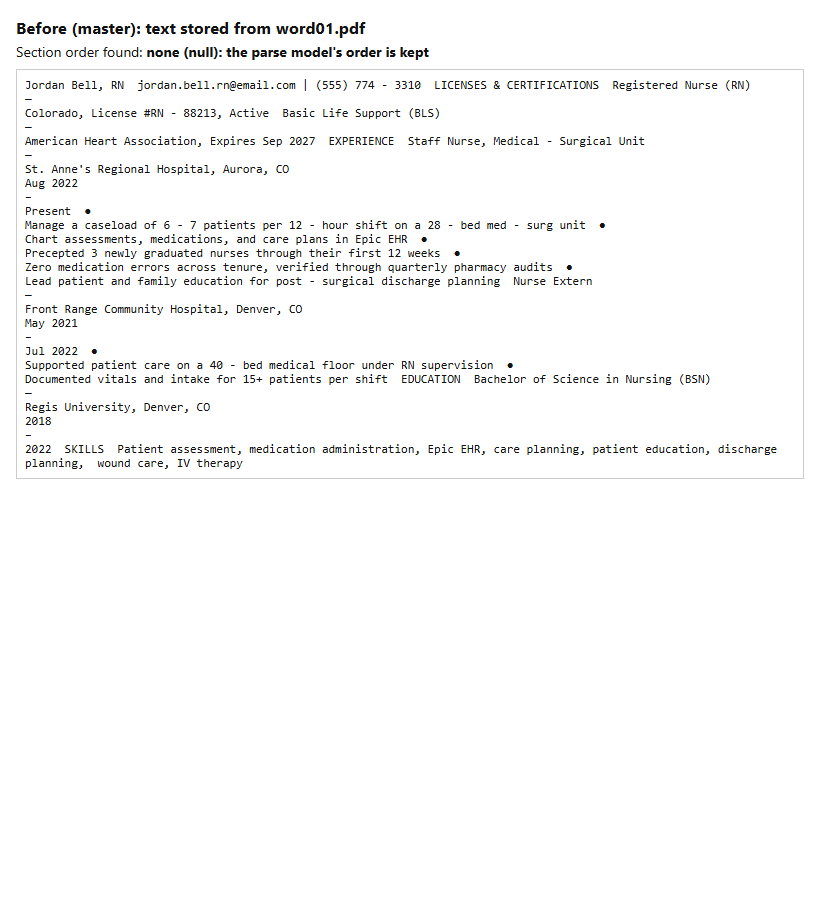 Before (master): text stored from word01.pdf
Section order found: none (null): the parse model's order is kept
Jordan Bell, RN  jordan.bell.rn@email.com | (555) 774 - 3310  LICENSES & CERTIFICATIONS  Registered Nurse (RN)
—
Colorado, License #RN - 88213, Active  Basic Life Support (BLS)
—
American Heart Association, Expires Sep 2027  EXPERIENCE  Staff Nurse, Medical - Surgical Unit
—
St. Anne's Regional Hospital, Aurora, CO
Aug 2022
–
Present  ●
Manage a caseload of 6 - 7 patients per 12 - hour shift on a 28 - bed med - surg unit  ●
Chart assessments, medications, and care plans in Epic EHR  ●
Precepted 3 newly graduated nurses through their first 12 weeks  ●
Zero medication errors across tenure, verified through quarterly pharmacy audits  ●
Lead patient and family education for post - surgical discharge planning  Nurse Extern
—
Front Range Community Hospital, Denver, CO
May 2021
–
Jul 2022  ●
Supported patient care on a 40 - bed medical floor under RN supervision  ●
Documented vitals and intake for 15+ patients per shift  EDUCATION  Bachelor of Science in Nursing (BSN)
—
Regis University, Denver, CO
2018
–
2022  SKILLS  Patient assessment, medication administration, Epic EHR, care planning, patient education, discharge
planning,  wound care, IV therapy